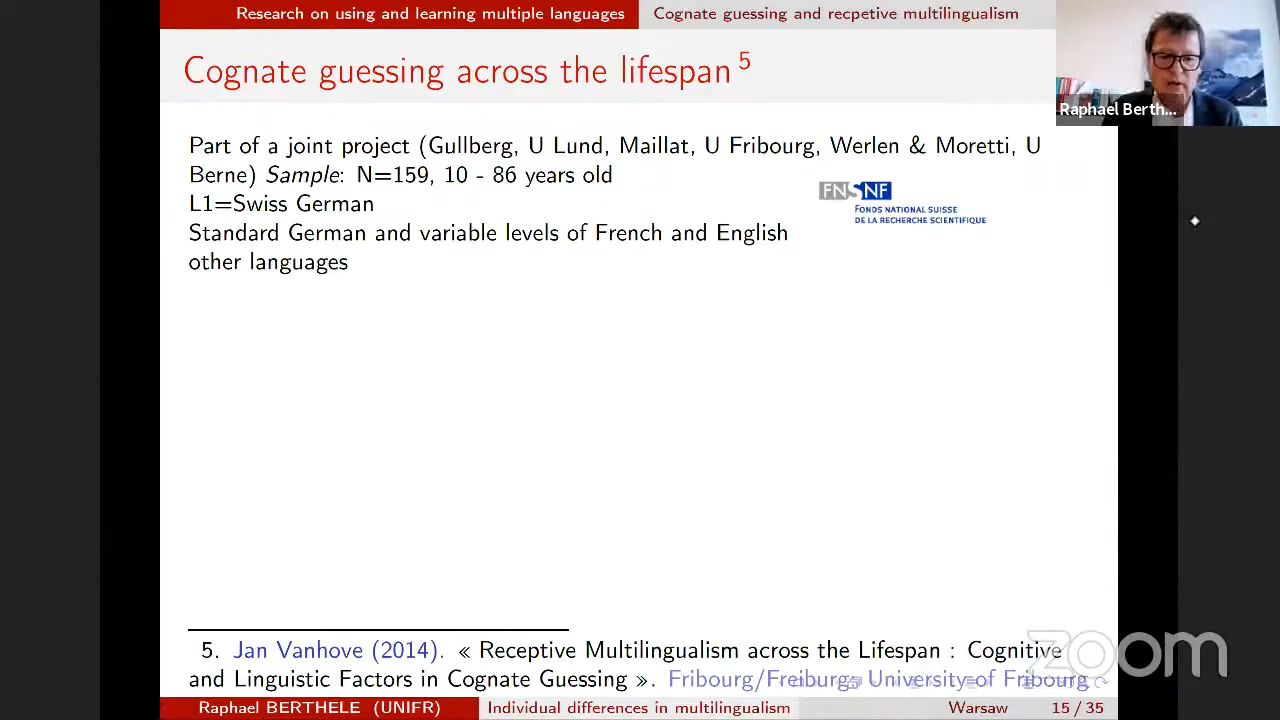 Research on using and learning multiple languages
Cognate guessing and recpetive multilingualism
Cognate guessing across the lifespan 5
Raphael Berth...
Part of a joint project (Gullberg, U Lund, Maillat, U Fribourg, Werlen & Moretti, U
Berne) Sample: N=159, 10 - 86 years old
FNSNF
L1=Swiss German
FONDS NATIONAL SUISSE
DE LA RECHERCHE SCIENTIFIQUE
Standard German and variable levels of French and English
other languages
5. Jan Vanhove (2014). « Receptive Multilingualism across the Lifespan : Cognitive
and Linguistic Factors in Cognate Guessing ». Fribourg/Freiburg: University of Fribourg
zoom
Raphael BERTHELE (UNIFR)
Individual differences in multilingualism
Warsaw
15 / 35